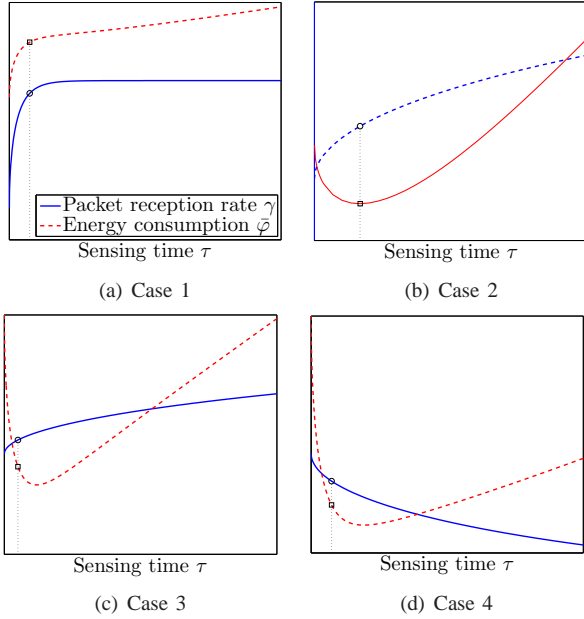 Packet reception rate γ
Energy consumption φ̄
Sensing time τ
Sensing time τ
(a) Case 1
(b) Case 2
Sensing time τ
Sensing time τ
(c) Case 3
(d) Case 4